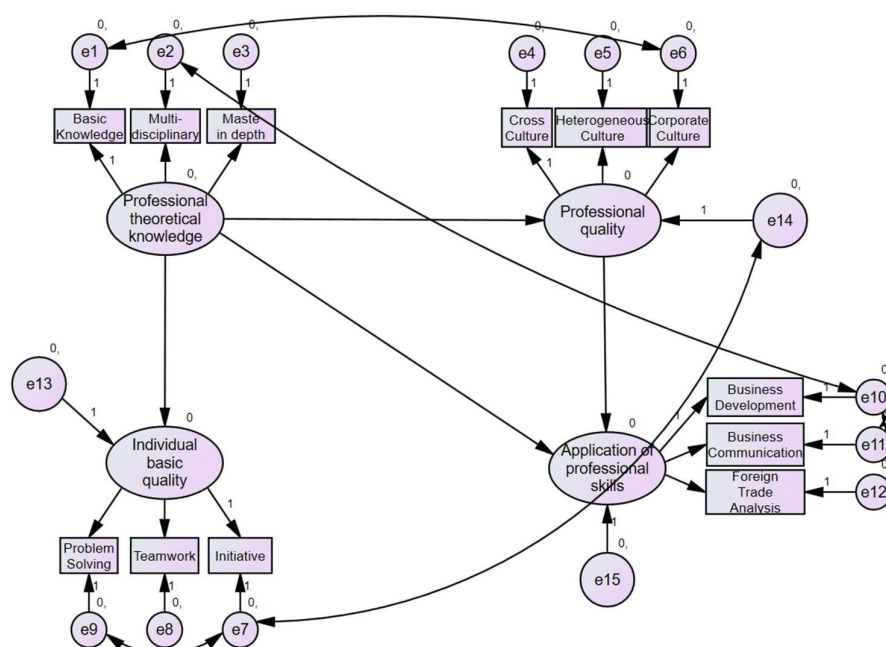 0, 0, 0, 0, 0, 0,
e1 e2 e3 e4 e5 e6
1 1 1 1 1 1
Basic
Knowledge
Multi-
disciplinary
Maste
in depth
Cross
Culture
Heterogeneous
Culture
Corporate
Culture
1 0, 1 0 0,
Professional
theoretical
knowledge
Professional
quality
1
e14
0,
e13
1
0
Individual
basic
quality
0
Application of
professional
skills
1
Business
Development
1
0
e10
Business
Communication
1
e11
Foreign
Trade
Analysis
1
0
e12
1
Problem
Solving
Teamwork
Initiative
1 1 1
0, 0, 0,
e9 e8 e7
1
0,
e15